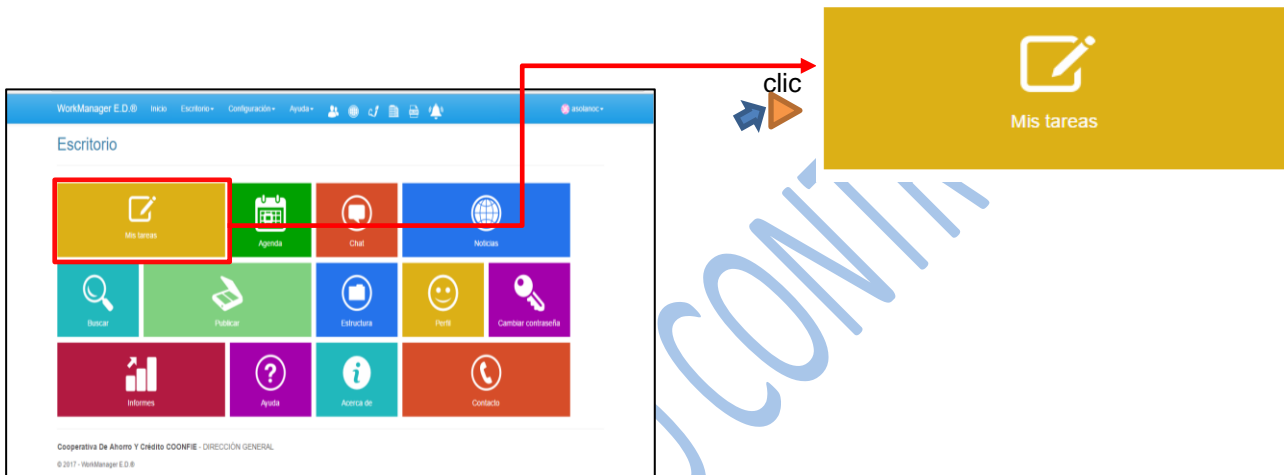 clic
Mis tareas
WorkManager E.D.® Inicio Escritorio Configuración Ayuda asolanoc
Escritorio
Mis tareas Agenda Chat Noticias
Buscar Publicar Estructura Perfil Cambiar contraseña
Informes Ayuda Acerca de Contacto
Cooperativa De Ahorro Y Crédito COONFIE - DIRECCIÓN GENERAL
© 2017 - WorkManager E.D.®